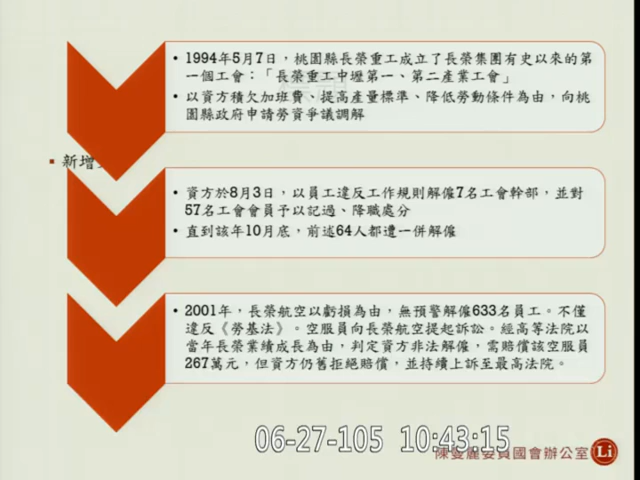 • 1994年5月7日，桃園縣長榮重工成立了長榮集團有史以來的第
一個工會：「長榮重工中壢第一、第二產業工會」
• 以資方積欠加班費、提高產量標準、降低勞動條件為由，向桃
園縣政府申請勞資爭議調解
▪ 新增
• 資方於8月3日，以員工違反工作規則解僱7名工會幹部，並對
57名工會會員予以記過、降職處分
• 直到該年10月底，前述64人都遭一併解僱
• 2001年，長榮航空以虧損為由，無預警解僱633名員工。不僅
違反《勞基法》。空服員向長榮航空提起訴訟。經高等法院以
當年長榮業績成長為由，判定資方非法解僱，需賠償該空服員
267萬元，但資方仍舊拒絕賠償，並持續上訴至最高法院。
06-27-105 10:43:15
委員國會辦公室 Li